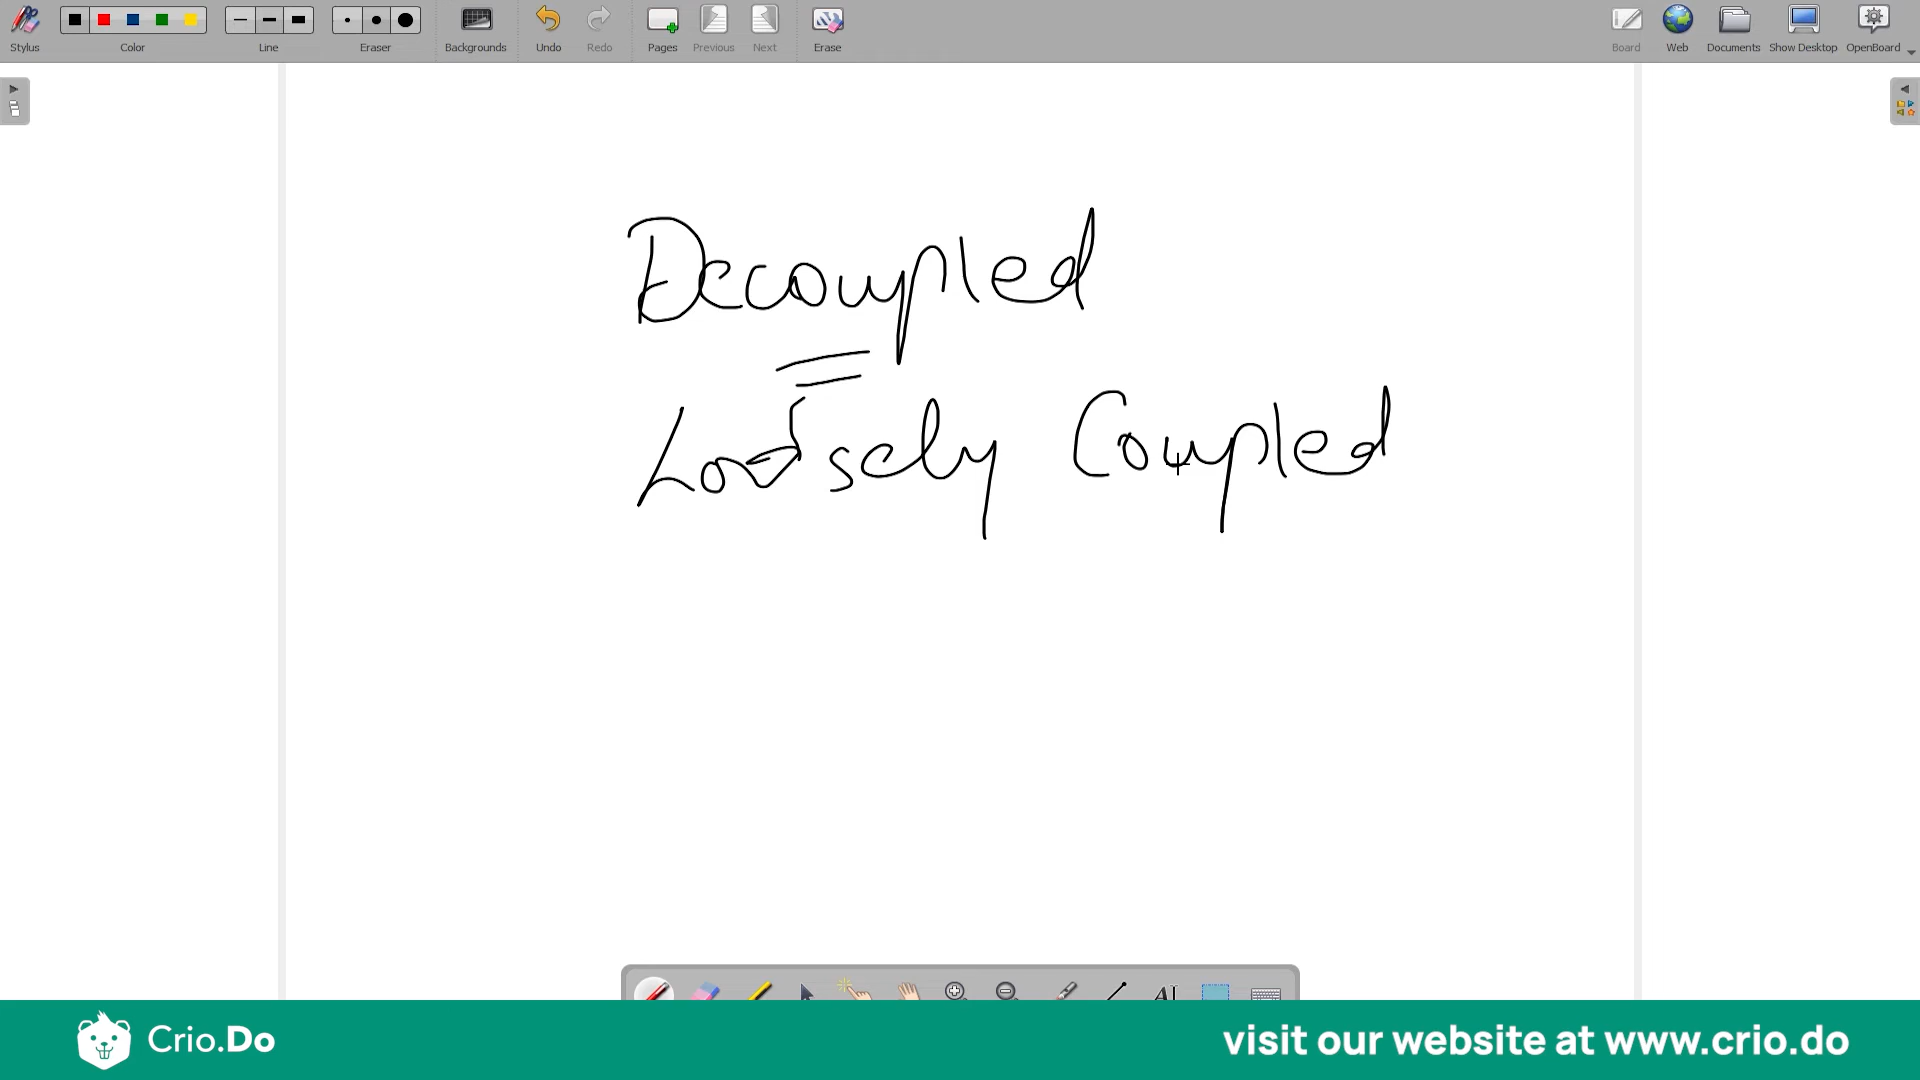 Stylus Color Line Eraser Backgrounds Undo Redo Pages Previous Next Erase Board Web Documents Show Desktop OpenBoard
Decoupled
=
Loosely Coupled
AI
Crio.Do
visit our website at www.crio.do